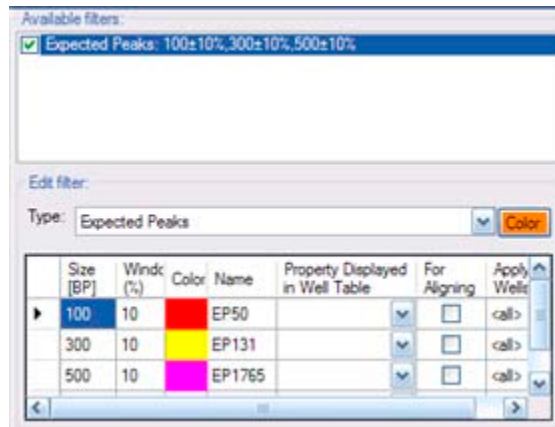 Available filters:
Expected Peaks: 100±10%,300±10%,500±10%
Edit filter:
Type: Expected Peaks Color
Size [BP] Windo (%) Color Name Property Displayed in Well Table For Aligning Apply Wells
100 10 EP50 <all>
300 10 EP131 <all>
500 10 EP1765 <all>